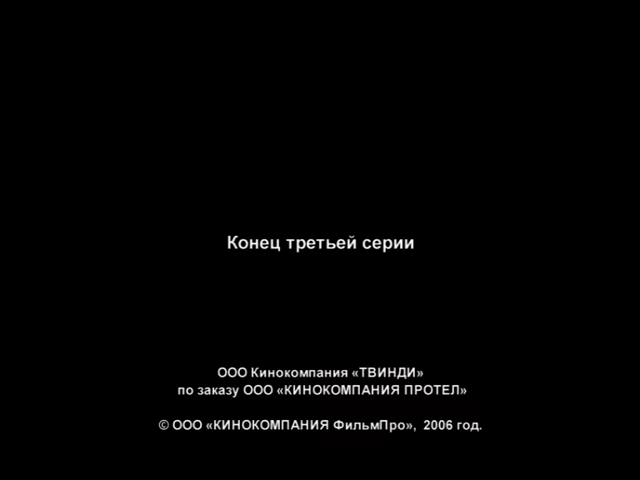 Конец третьей серии
ООО Кинокомпания «ТВИНДИ»
по заказу ООО «КИНОКОМПАНИЯ ПРОТЕЛ»
© ООО «КИНОКОМПАНИЯ ФильмПро», 2006 год.